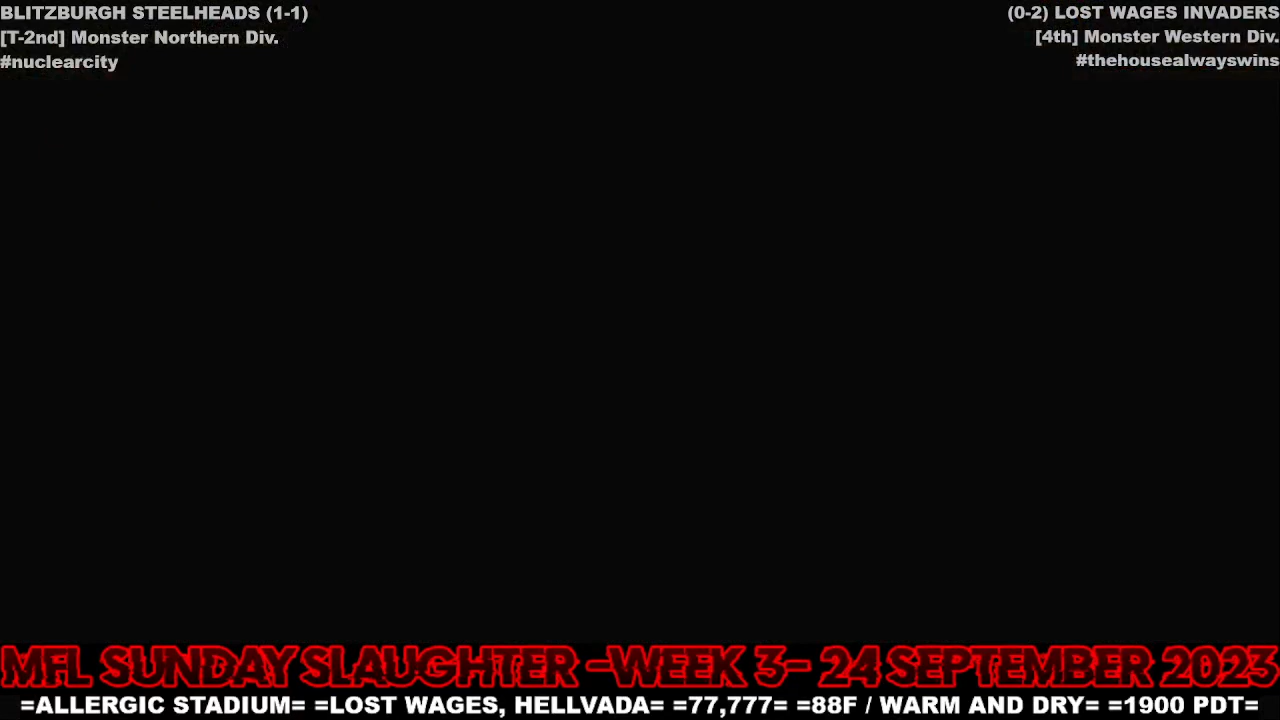 BLITZBURGH STEELHEADS (1-1)
[T-2nd] Monster Northern Div.
#nuclearcity
(0-2) LOST WAGES INVADERS
[4th] Monster Western Div.
#thehousealwayswins
MFL SUNDAY SLAUGHTER -WEEK 3- 24 SEPTEMBER 2023
=ALLERGIC STADIUM= =LOST WAGES, HELLVADA= =77,777= =88F / WARM AND DRY= =1900 PDT=